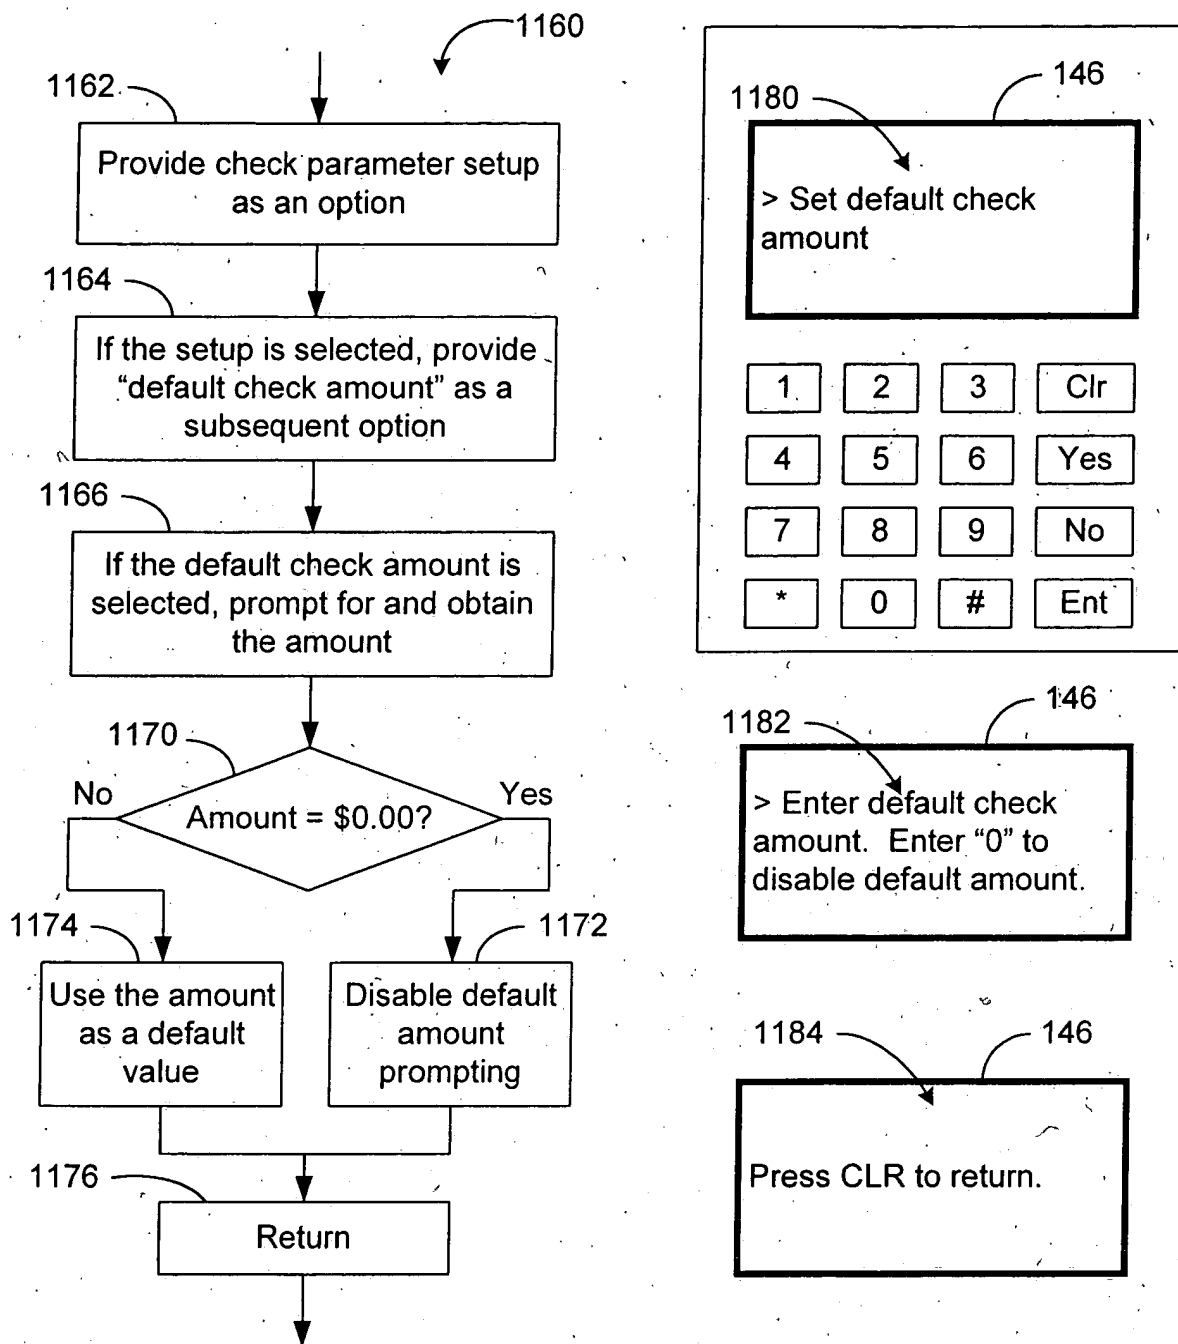 1160
1162
Provide check parameter setup
as an option
1164
If the setup is selected, provide
“default check amount” as a
subsequent option
1166
If the default check amount is
selected, prompt for and obtain
the amount
1170
No
Amount = $0.00?
Yes
1174
Use the amount
as a default
value
1172
Disable default
amount
prompting
1176
Return
1180
146
> Set default check
amount
1 2 3 Clr
4 5 6 Yes
7 8 9 No
* 0 # Ent
1182
146
> Enter default check
amount. Enter “0” to
disable default amount.
1184
146
Press CLR to return.